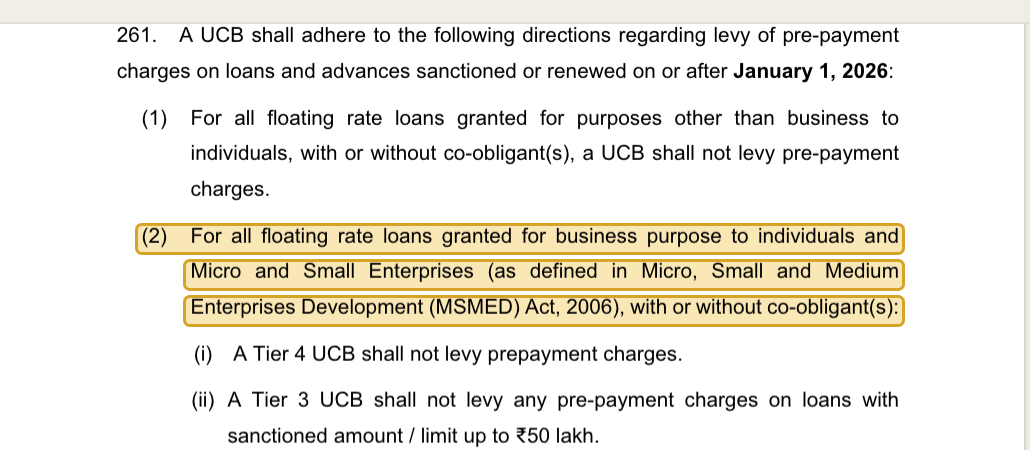 261. A UCB shall adhere to the following directions regarding levy of pre-payment
charges on loans and advances sanctioned or renewed on or after January 1, 2026:
(1) For all floating rate loans granted for purposes other than business to
individuals, with or without co-obligant(s), a UCB shall not levy pre-payment
charges.
(2) For all floating rate loans granted for business purpose to individuals and
Micro and Small Enterprises (as defined in Micro, Small and Medium
Enterprises Development (MSMED) Act, 2006), with or without co-obligant(s):
(i) A Tier 4 UCB shall not levy prepayment charges.
(ii) A Tier 3 UCB shall not levy any pre-payment charges on loans with
sanctioned amount / limit up to ₹50 lakh.